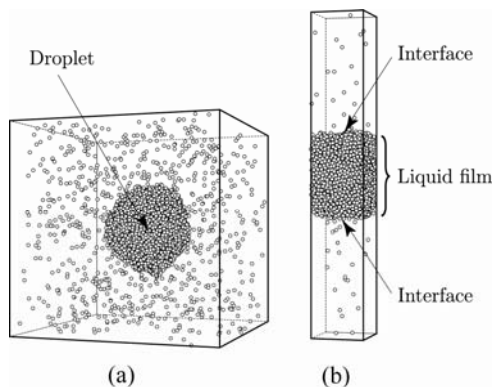 Droplet
Interface
Liquid film
Interface
(a)
(b)